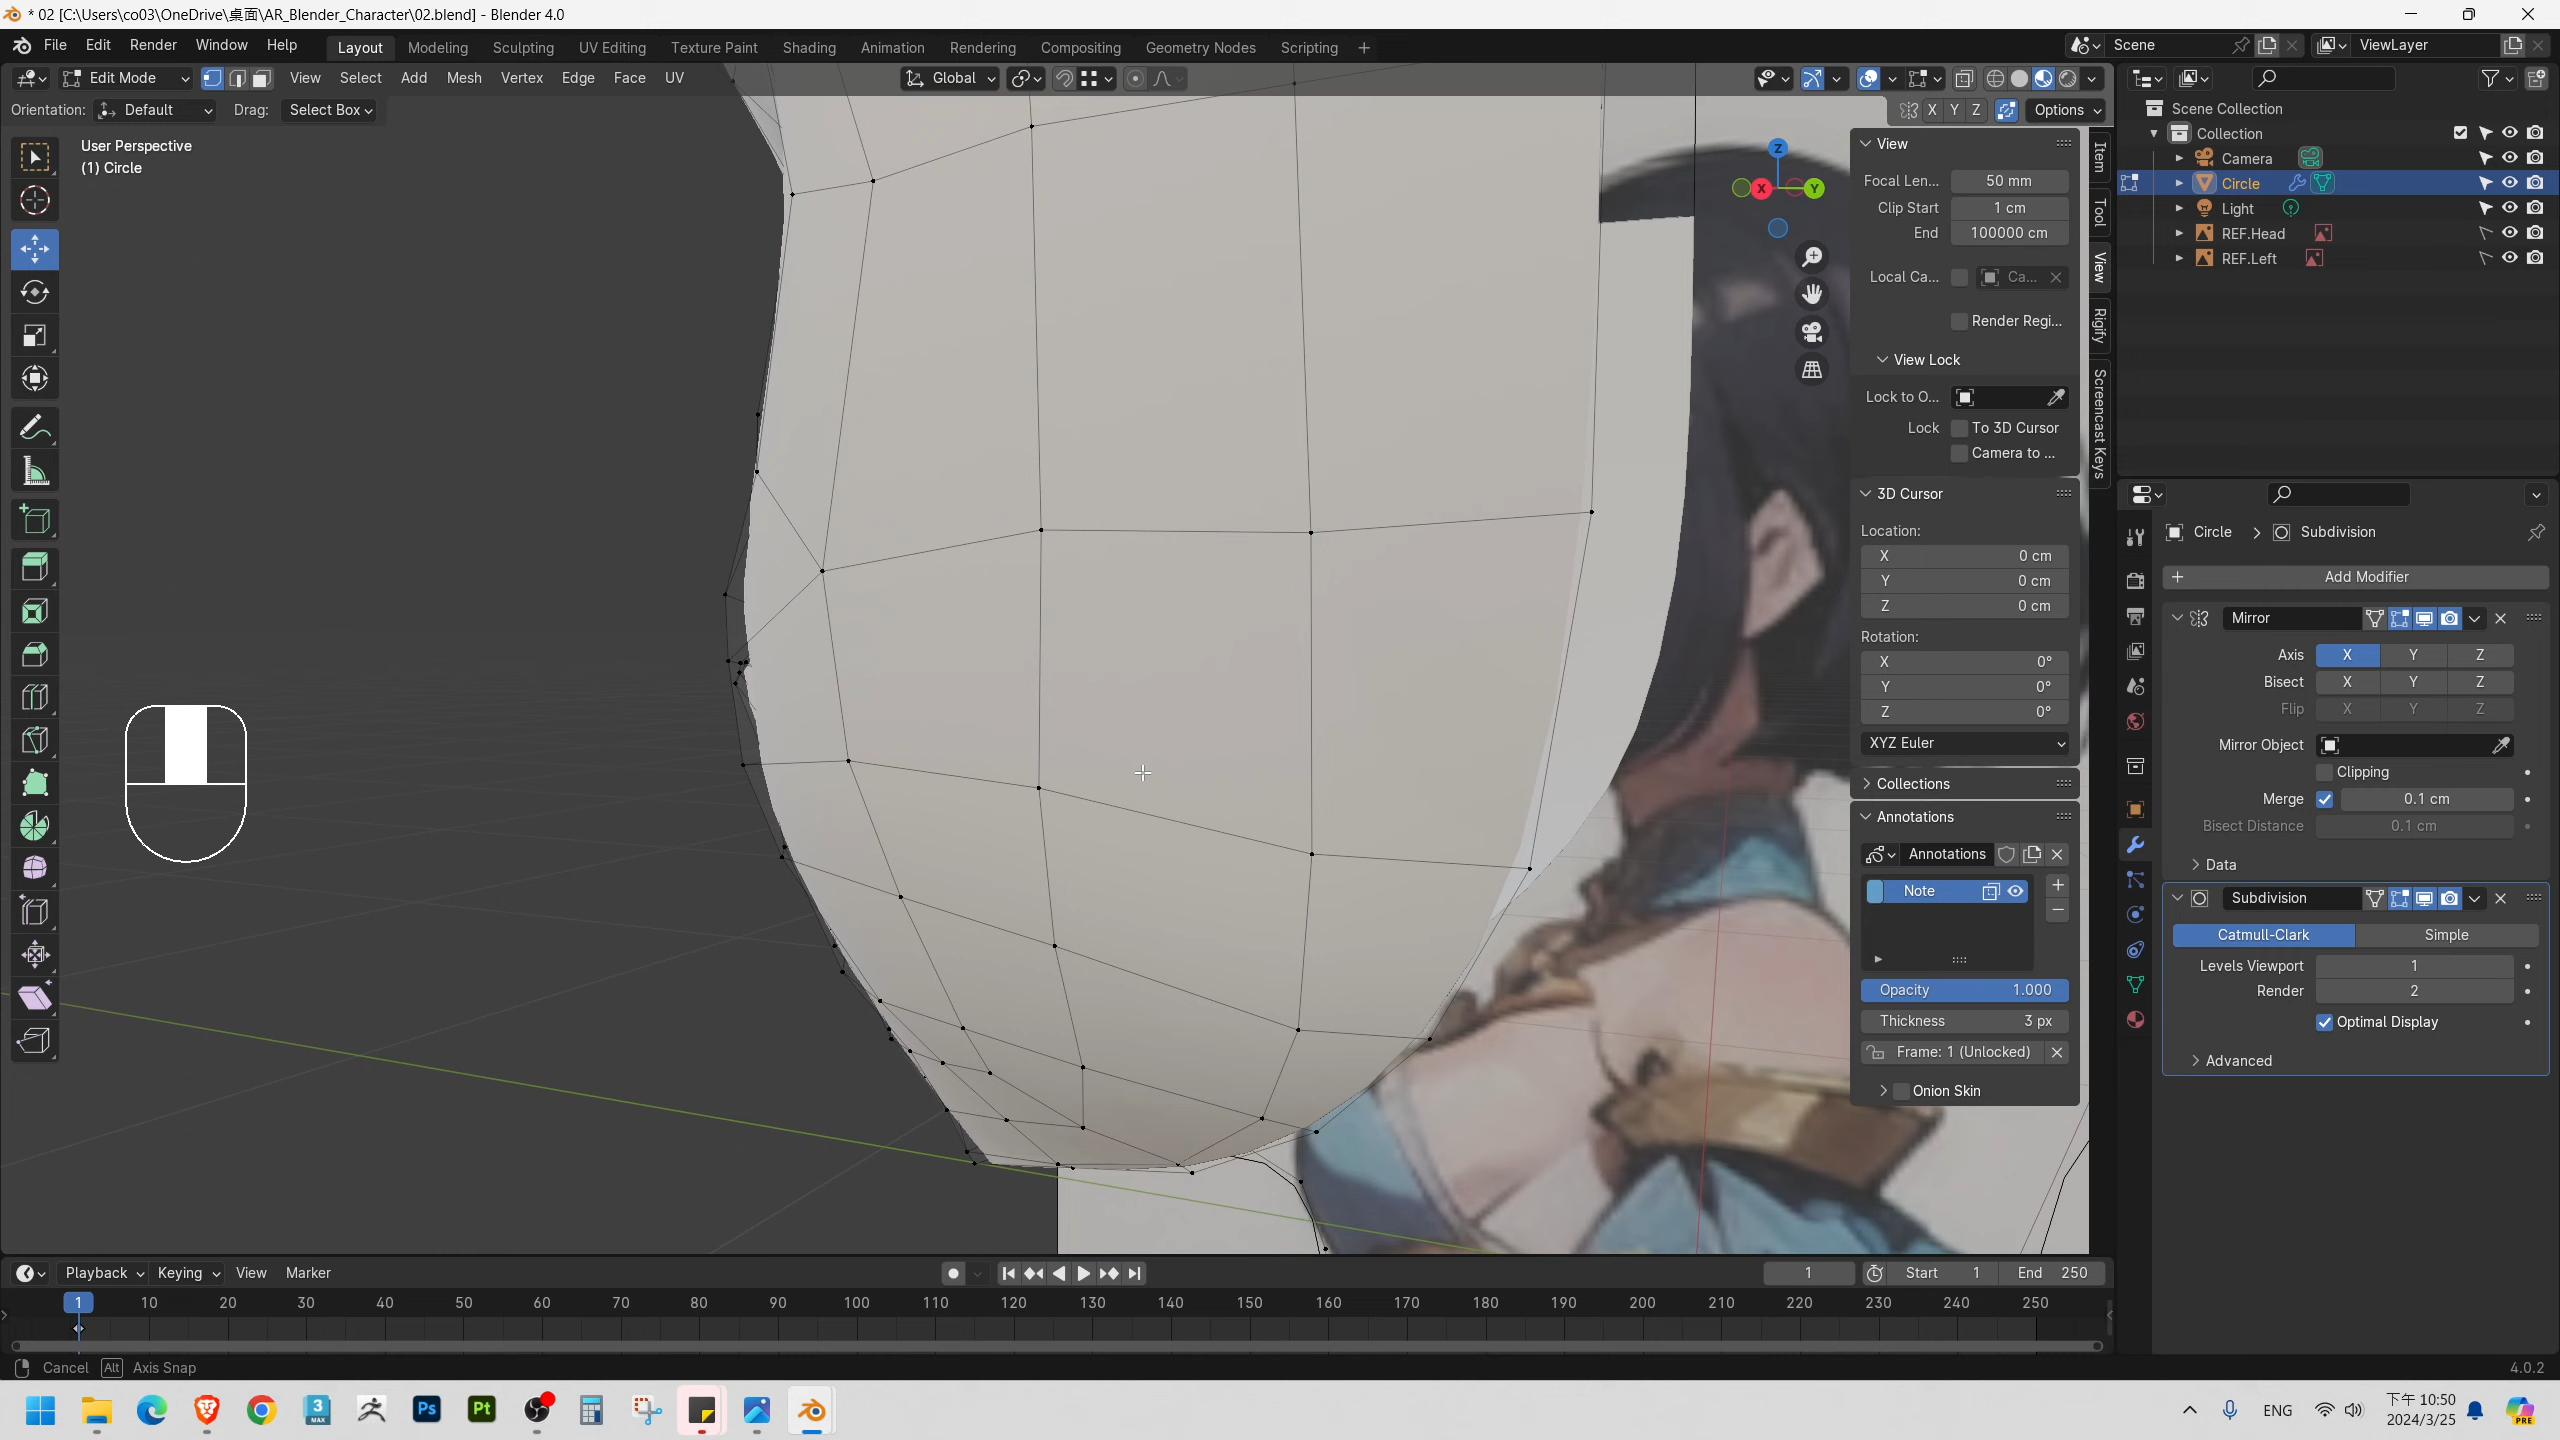 * 02 [C:\Users\co03\OneDrive\桌面\AR_Blender_Character\02.blend] - Blender 4.0
File Edit Render Window Help Layout Modeling Sculpting UV Editing Texture Paint Shading Animation Rendering Compositing Geometry Nodes Scripting Scene ViewLayer
Edit Mode View Select Add Mesh Vertex Edge Face UV Global
Orientation: Default Drag: Select Box X Y Z Options
User Perspective
(1) Circle
Z
X Y
View
Focal Len... 50 mm
Clip Start 1 cm
End 100000 cm
Local Ca... Ca...
Render Regi...
View Lock
Lock to O...
Lock To 3D Cursor
Camera to ...
3D Cursor
Location:
X 0 cm
Y 0 cm
Z 0 cm
Rotation:
X 0°
Y 0°
Z 0°
XYZ Euler
Collections
Annotations
Annotations
Note
Opacity 1.000
Thickness 3 px
Frame: 1 (Unlocked)
Onion Skin
Item
Tool
View
Rigify
Screencast Keys
Scene Collection
Collection
Camera
Circle
Light
REF.Head
REF.Left
Circle > Subdivision
Add Modifier
Mirror
Axis X Y Z
Bisect X Y Z
Flip X Y Z
Mirror Object
Clipping
Merge 0.1 cm
Bisect Distance 0.1 cm
Data
Subdivision
Catmull-Clark Simple
Levels Viewport 1
Render 2
Optimal Display
Advanced
Playback Keying View Marker 1 Start 1 End 250
1 10 20 30 40 50 60 70 80 90 100 110 120 130 140 150 160 170 180 190 200 210 220 230 240 250
Cancel Alt Axis Snap 4.0.2
3 MAX Ps Pt ENG 下午 10:50
2024/3/25
PRE